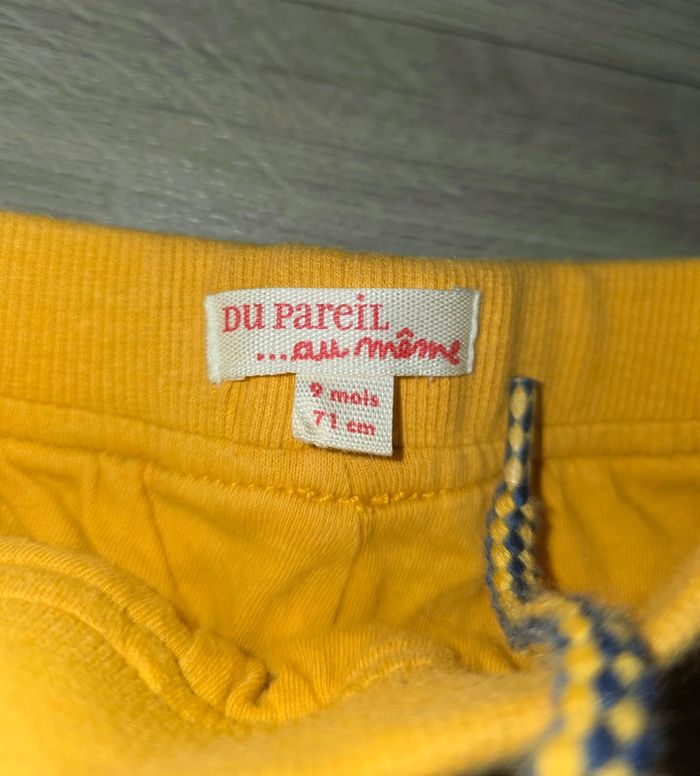 DU PAREIL
...au même
9 mois
71 cm